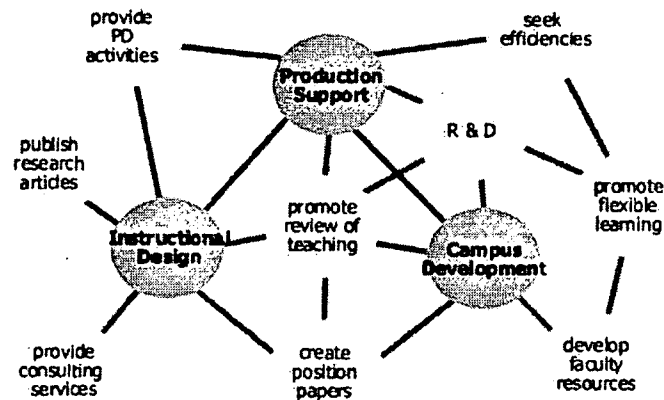 provide
PD
activities
seek
efficiencies
Production
Support
R & D
publish
research
articles
promote
flexible
learning
promote
review of
teaching
Instructional
Design
Campus
Development
provide
consulting
services
create
position
papers
develop
faculty
resources